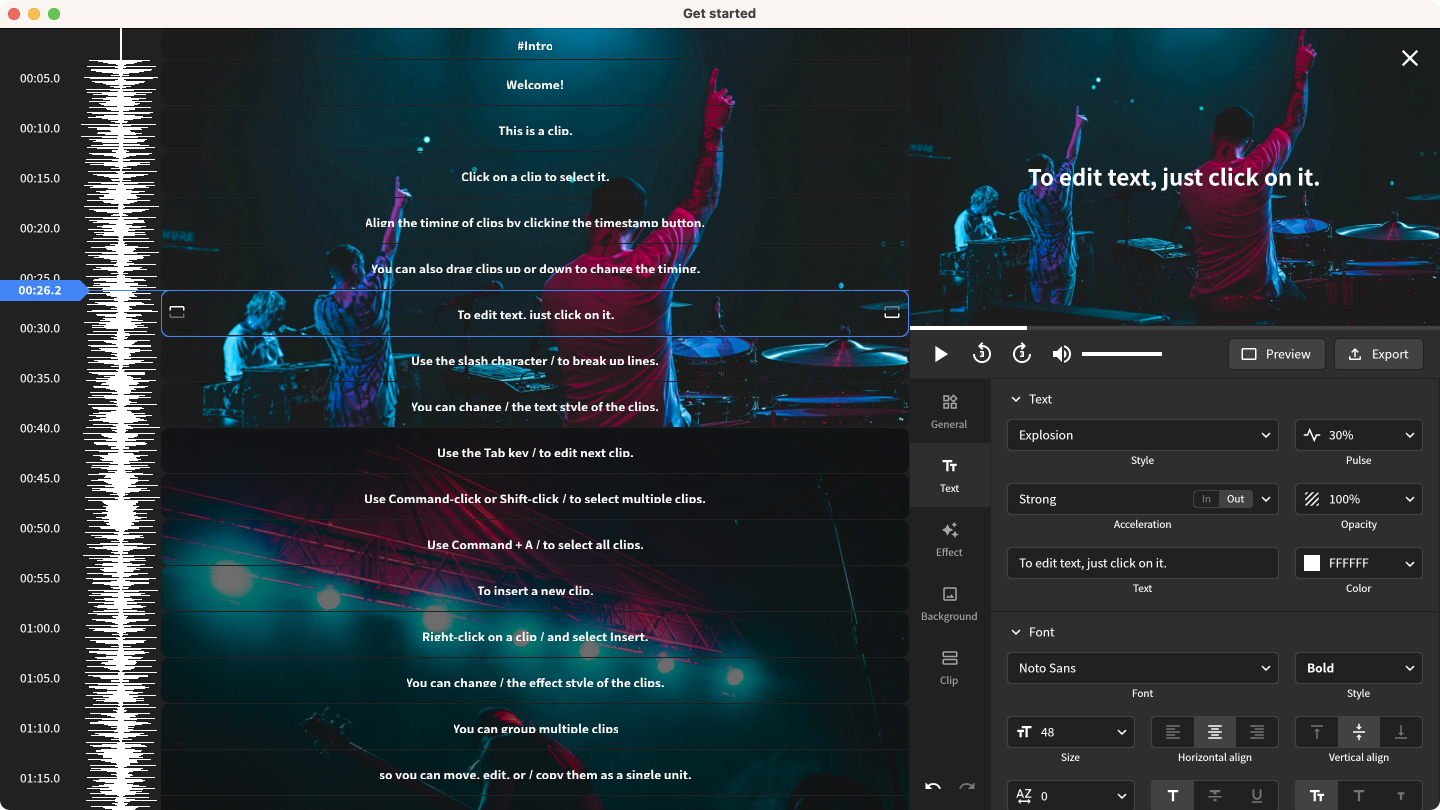 Get started
00:05.0
00:10.0
00:15.0
00:20.0
00:25.0
00:26.2
00:30.0
00:35.0
00:40.0
00:45.0
00:50.0
00:55.0
01:00.0
01:05.0
01:10.0
01:15.0
#Intro
Welcome!
This is a clip.
Click on a clip to select it.
Align the timing of clips by clicking the timestamp button.
You can also drag clips up or down to change the timing.
To edit text, just click on it.
Use the slash character / to break up lines.
You can change / the text style of the clips.
Use the Tab key / to edit next clip.
Use Command-click or Shift-click / to select multiple clips.
Use Command + A / to select all clips.
To insert a new clip,
Right-click on a clip / and select Insert.
You can change / the effect style of the clips.
You can group multiple clips
so you can move, edit, or / copy them as a single unit.
To edit text, just click on it.
3
3
Preview
Export
General
Text
Effect
Background
Clip
Text
Explosion
30%
Style
Pulse
Strong
In
Out
100%
Acceleration
Opacity
To edit text, just click on it.
FFFFFF
Text
Color
Font
Noto Sans
Bold
Font
Style
48
Size
Horizontal align
Vertical align
AZ
0